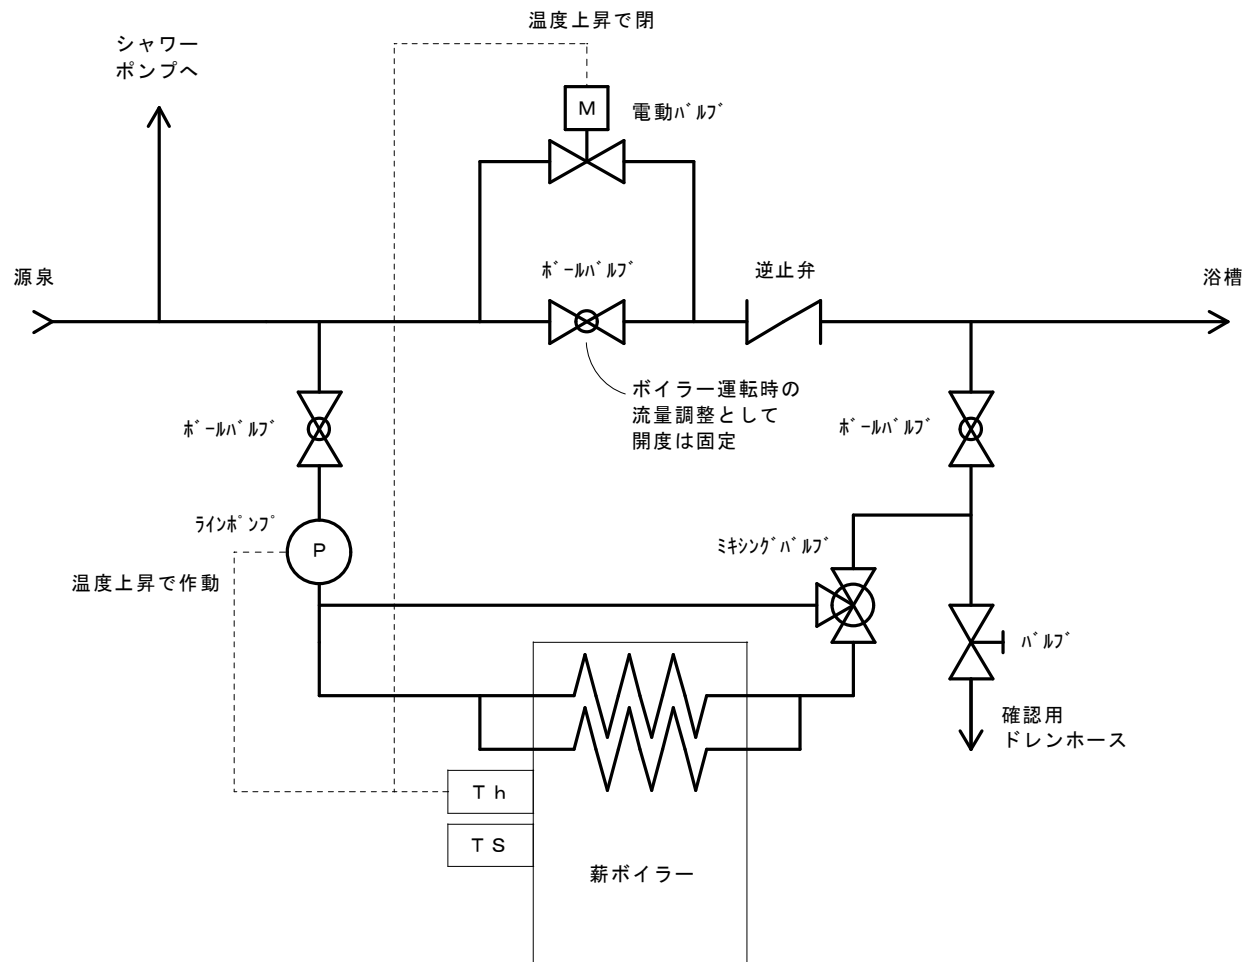 温度上昇で閉
シャワー
ポンプへ
M
電動ﾊﾞﾙﾌﾞ
源泉
ﾎﾞｰﾙﾊﾞﾙﾌﾞ
逆止弁
浴槽
ボイラー運転時の
流量調整として
開度は固定
ﾎﾞｰﾙﾊﾞﾙﾌﾞ
ﾎﾞｰﾙﾊﾞﾙﾌﾞ
ﾗｲﾝﾎﾟﾝﾌﾟ
P
ﾐｷｼﾝｸﾞﾊﾞﾙﾌﾞ
温度上昇で作動
ﾊﾞﾙﾌﾞ
確認用
ドレンホース
Ｔｈ
ＴＳ
薪ボイラー